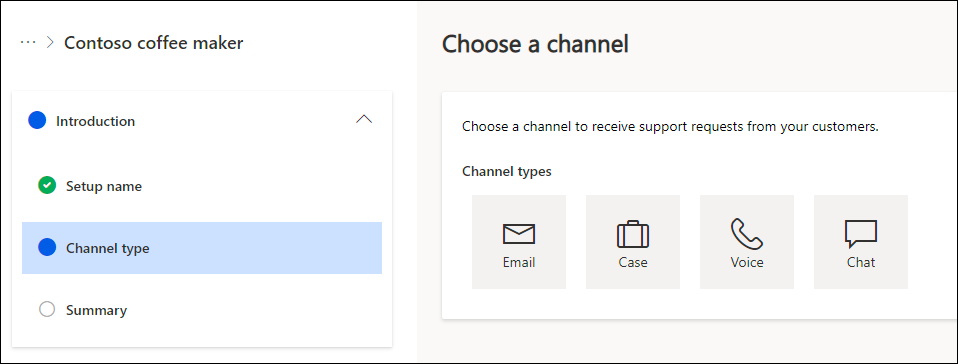 ... > Contoso coffee maker
Introduction
Setup name
Channel type
Summary
Choose a channel
Choose a channel to receive support requests from your customers.
Channel types
Email
Case
Voice
Chat